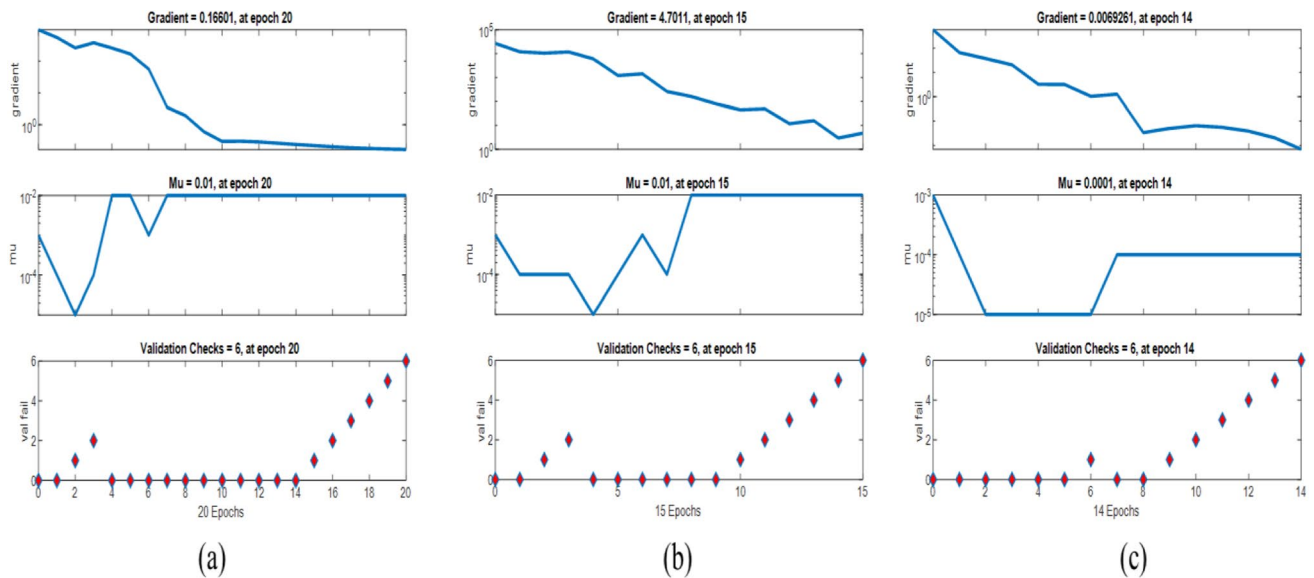 Gradient = 0.16601, at epoch 20
gradient
10^0
Mu = 0.01, at epoch 20
mu
10^-2
10^-4
Validation Checks = 6, at epoch 20
val fail
6
4
2
0
0 2 4 6 8 10 12 14 16 18 20
20 Epochs
(a)
Gradient = 4.7011, at epoch 15
gradient
10^5
10^0
Mu = 0.01, at epoch 15
mu
10^-2
10^-4
Validation Checks = 6, at epoch 15
val fail
6
4
2
0
0 5 10 15
15 Epochs
(b)
Gradient = 0.0069261, at epoch 14
gradient
10^0
Mu = 0.0001, at epoch 14
mu
10^-3
10^-4
10^-5
Validation Checks = 6, at epoch 14
val fail
6
4
2
0
0 2 4 6 8 10 12 14
14 Epochs
(c)